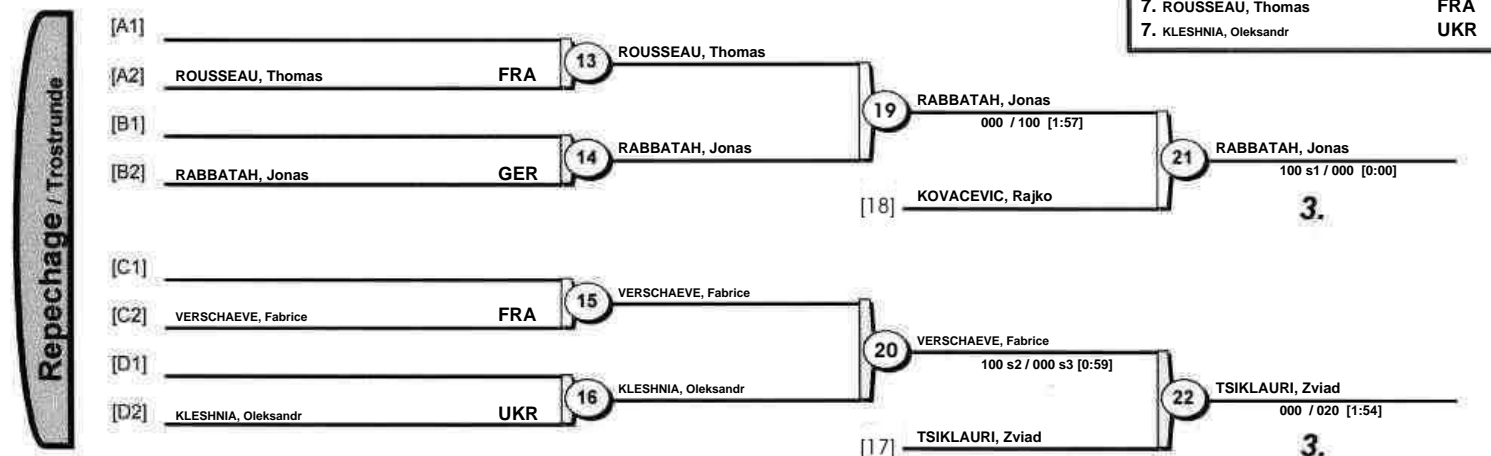 7. ROUSSEAU, Thomas FRA
7. KLESHNIA, Oleksandr UKR
Repechage / Trostrunde
[A1]
[A2] ROUSSEAU, Thomas FRA
13 ROUSSEAU, Thomas
[B1]
[B2] RABBATAH, Jonas GER
14 RABBATAH, Jonas
19 RABBATAH, Jonas
000 / 100 [1:57]
[18] KOVACEVIC, Rajko
21 RABBATAH, Jonas
100 s1 / 000 [0:00]
3.
[C1]
[C2] VERSCHAEVE, Fabrice FRA
15 VERSCHAEVE, Fabrice
[D1]
[D2] KLESHNIA, Oleksandr UKR
16 KLESHNIA, Oleksandr
20 VERSCHAEVE, Fabrice
100 s2 / 000 s3 [0:59]
[17] TSIKLAURI, Zviad
22 TSIKLAURI, Zviad
000 / 020 [1:54]
3.